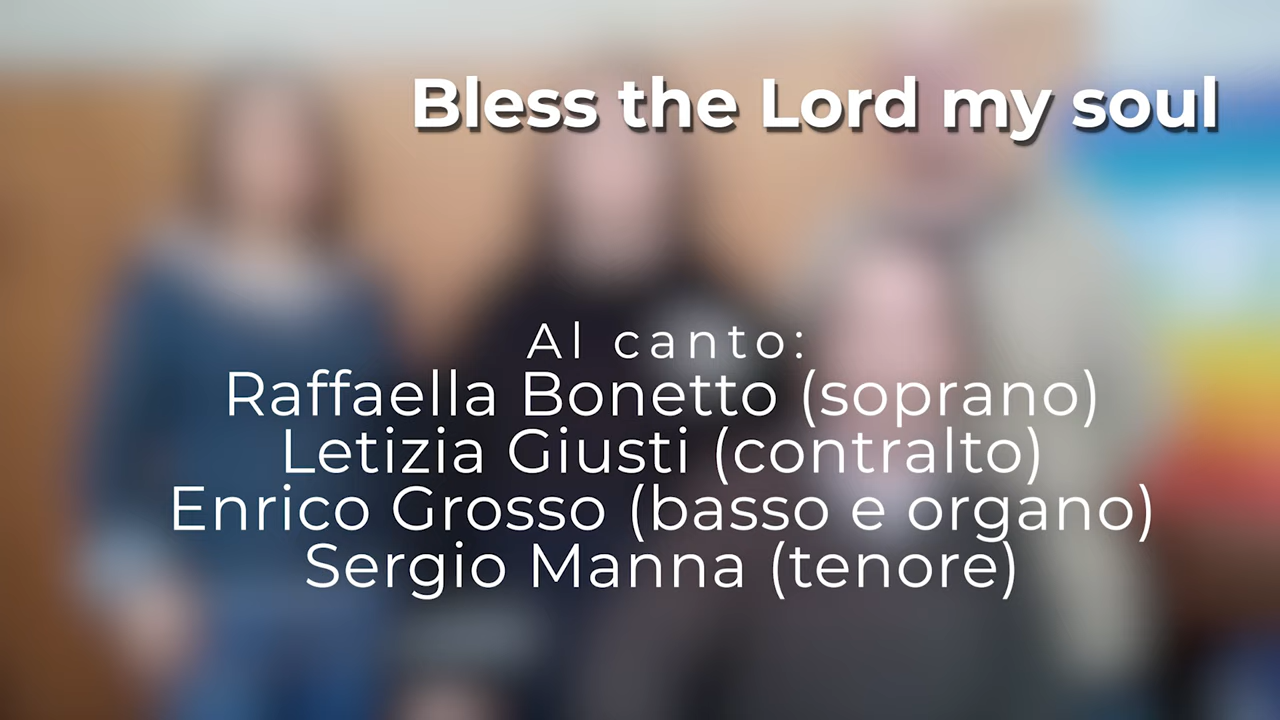 Bless the Lord my soul
Al canto:
Raffaella Bonetto (soprano)
Letizia Giusti (contralto)
Enrico Grosso (basso e organo)
Sergio Manna (tenore)